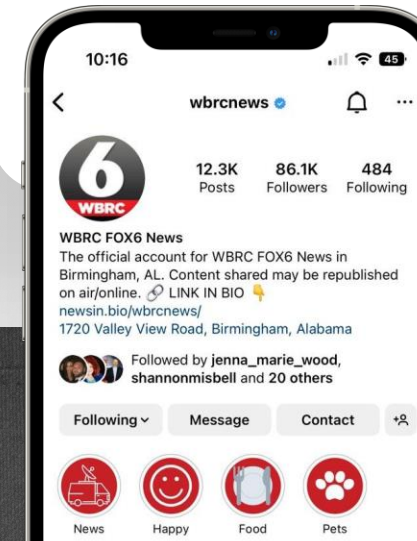 10:16
45
wbrcnews
6
WBRC
12.3K 86.1K 484
Posts Followers Following
WBRC FOX6 News
The official account for WBRC FOX6 News in
Birmingham, AL. Content shared may be republished
on air/online. 🔗 LINK IN BIO 👇
newsin.bio/wbrcnews/
1720 Valley View Road, Birmingham, Alabama
Followed by jenna_marie_wood,
shannonmisbell and 20 others
Following Message Contact
News Happy Food Pets